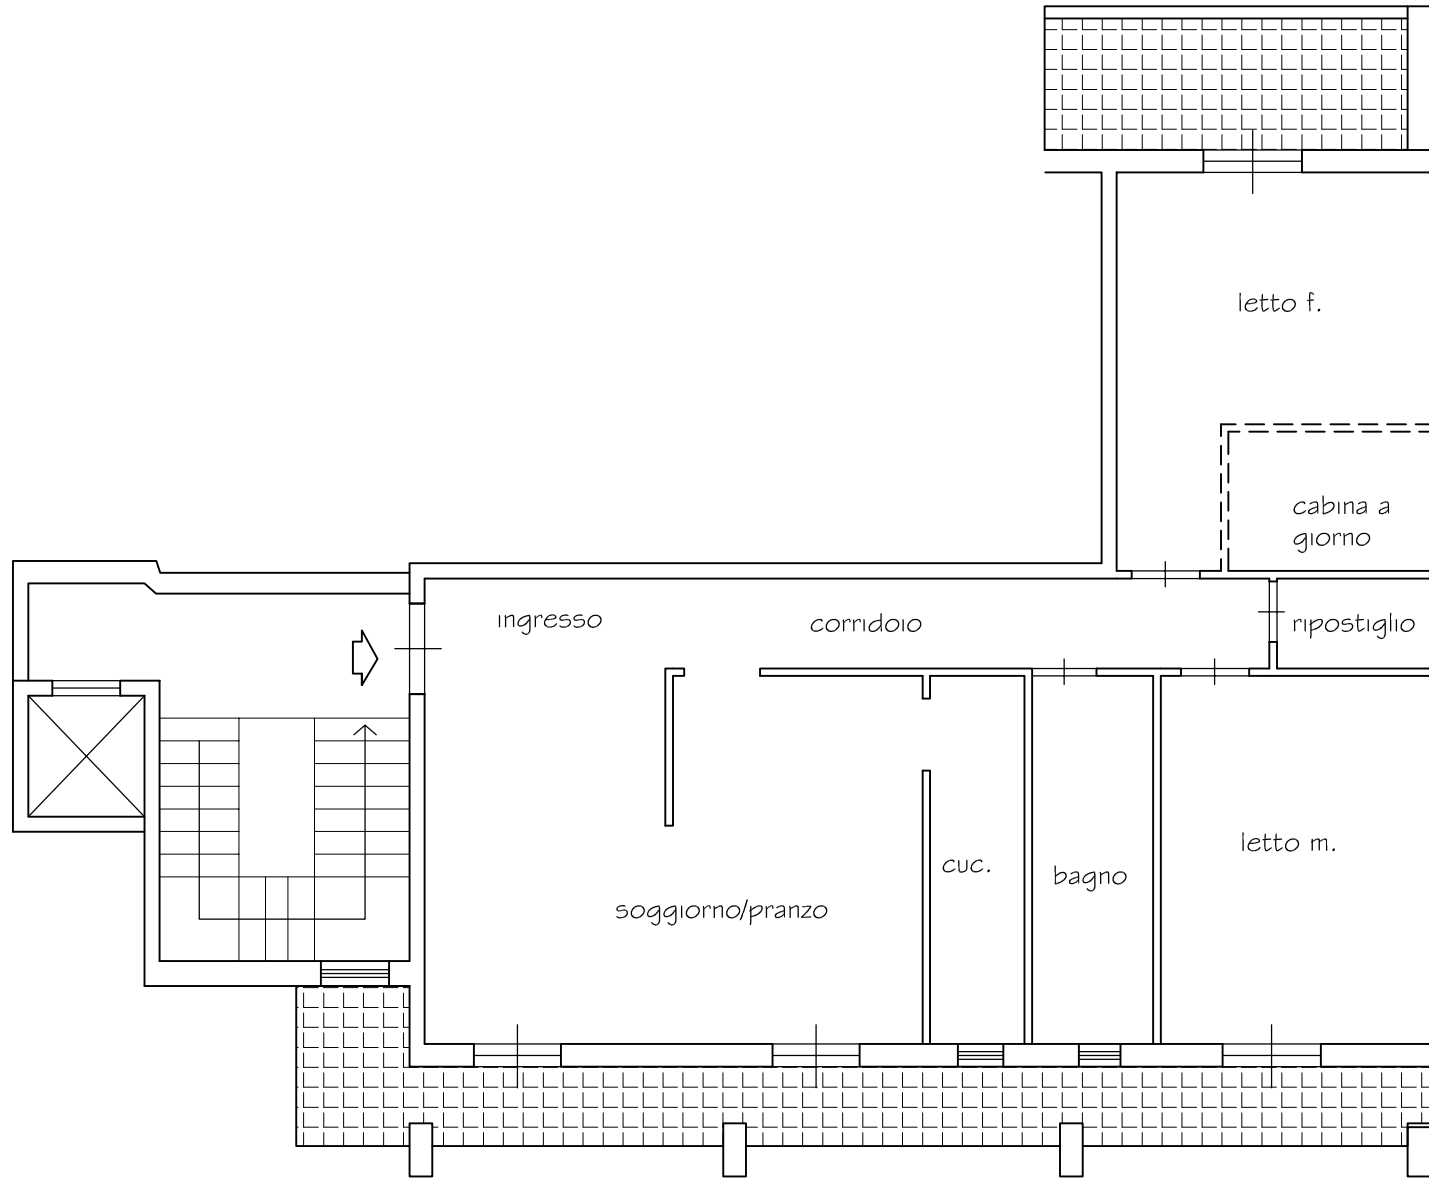 letto f.
cabina a
giorno
ingresso
corridoio
ripostiglio
letto m.
cuc.
bagno
soggiorno/pranzo